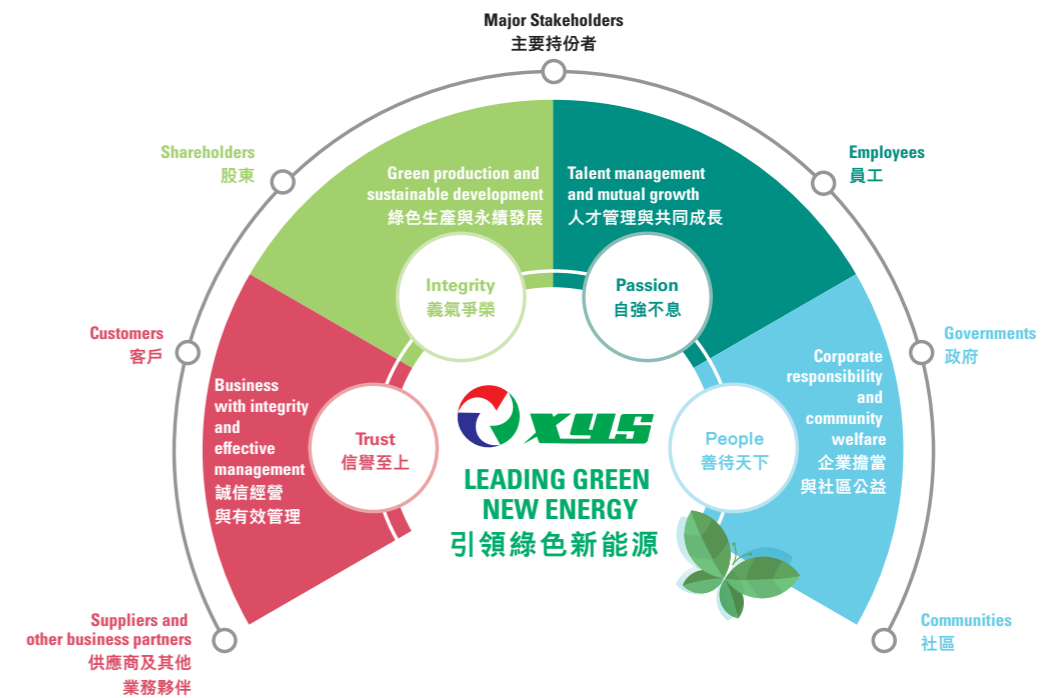 Major Stakeholders
主要持份者
Shareholders
股東
Employees
員工
Green production and
sustainable development
綠色生產與永續發展
Talent management
and mutual growth
人才管理與共同成長
Integrity
義氣爭榮
Passion
自強不息
Customers
客戶
Governments
政府
Business
with integrity
and
effective
management
誠信經營
與有效管理
Corporate
responsibility
and
community
welfare
企業擔當
與社區公益
Trust
信譽至上
People
善待天下
XYS
LEADING GREEN
NEW ENERGY
引領綠色新能源
Suppliers and
other business partners
供應商及其他
業務夥伴
Communities
社區